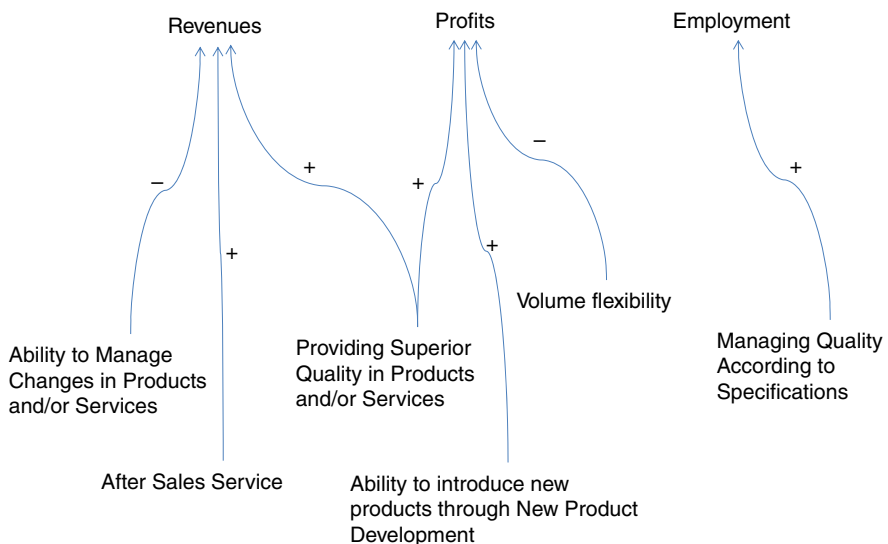 Revenues
Profits
Employment
−
+
+
−
+
+
+
Volume flexibility
Ability to Manage
Changes in Products
and/or Services
Providing Superior
Quality in Products
and/or Services
Managing Quality
According to
Specifications
After Sales Service
Ability to introduce new
products through New Product
Development